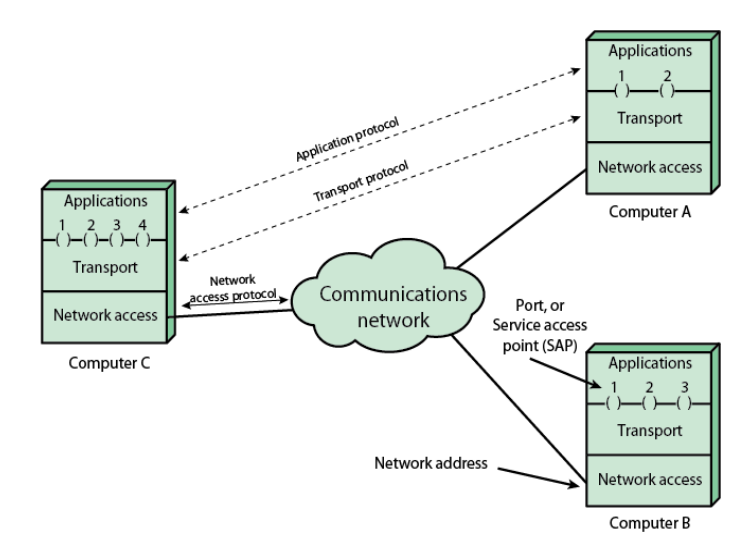 Applications
1 2
Transport
Network access
Computer A
Application protocol
Transport protocol
Applications
1 2 3 4
Transport
Network access
Computer C
Network
access protocol
Communications
network
Port, or
Service access
point (SAP)
Applications
1 2 3
Transport
Network access
Computer B
Network address